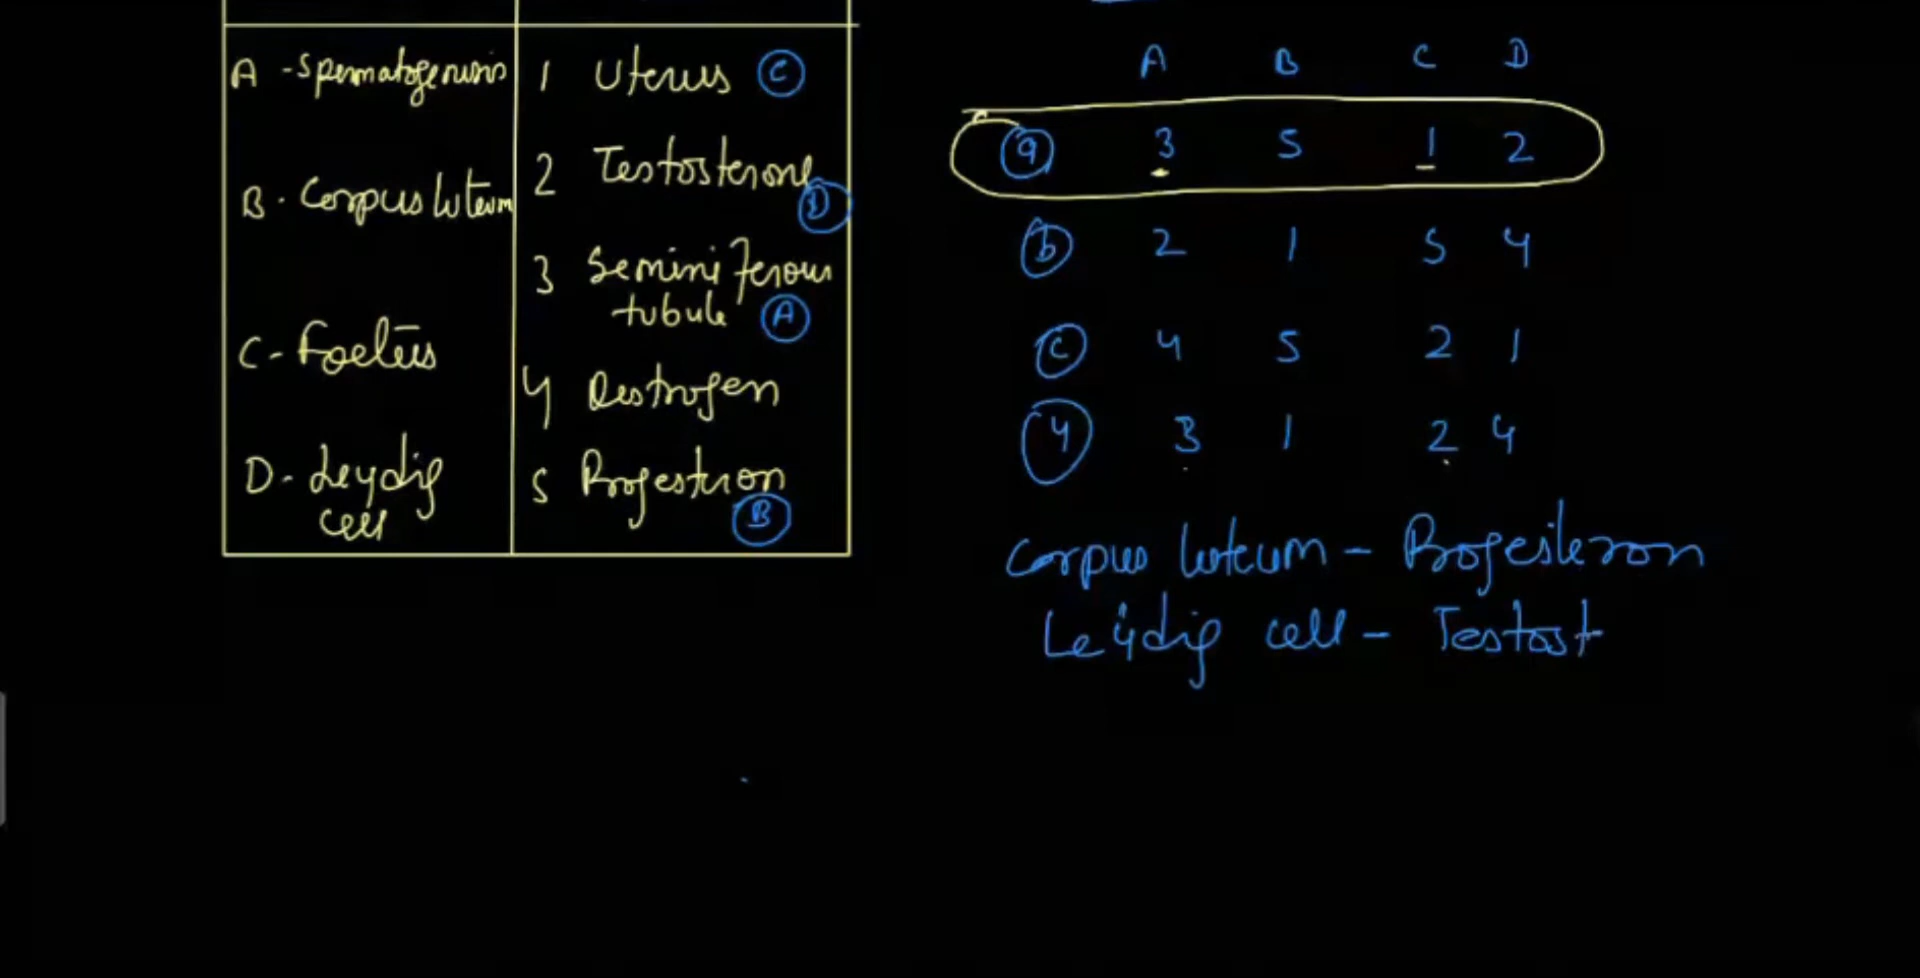 A - Spermatogenesis
B - Corpus luteum
C - Foetus
D - Leydig
cell
1 Uterus C
2 Testosterone
D
3 Seminiferous
tubule A
4 Oestrogen
5 Progestron
B
A B C D
a 3 5 1 2
b 2 1 5 4
c 4 5 2 1
4 3 1 2 4
Corpus luteum - Progesteron
Leydig cell - Testost